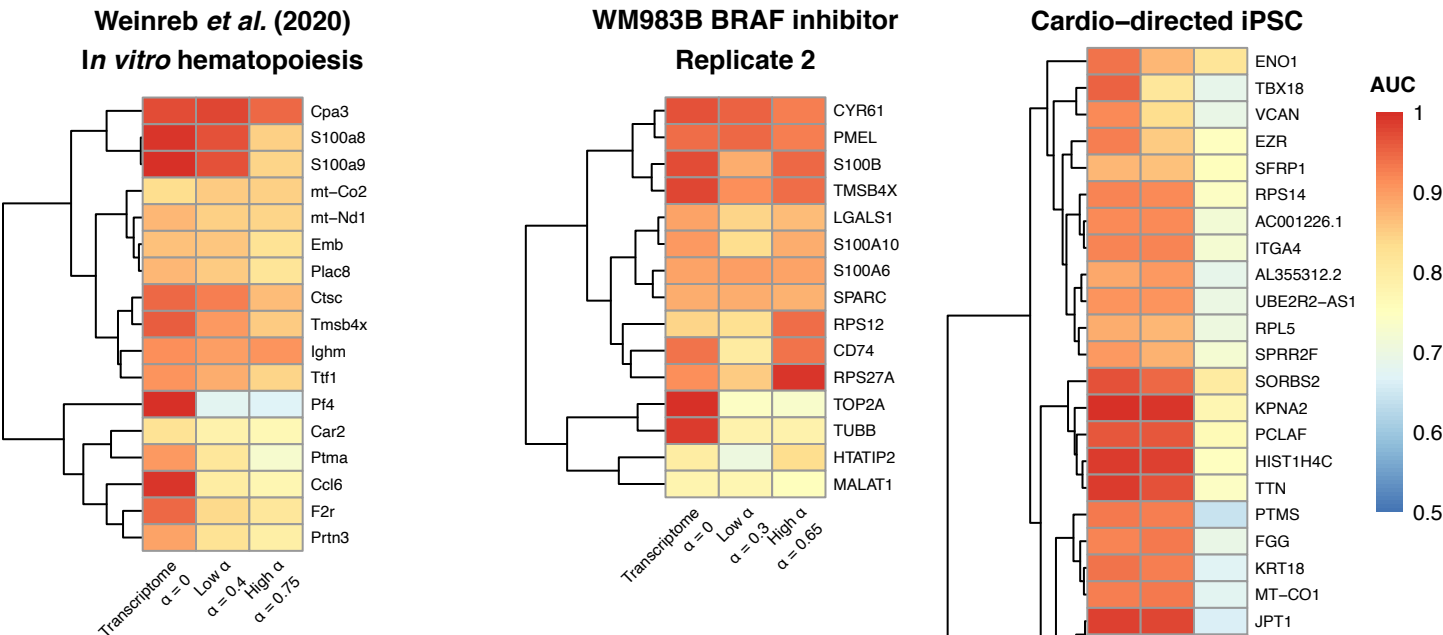 Weinreb et al. (2020)
In vitro hematopoiesis
Cpa3
S100a8
S100a9
mt−Co2
mt−Nd1
Emb
Plac8
Ctsc
Tmsb4x
Ighm
Ttf1
Pf4
Car2
Ptma
Ccl6
F2r
Prtn3
Transcriptome
α = 0
Low α
α = 0.4
High α
α = 0.75
WM983B BRAF inhibitor
Replicate 2
CYR61
PMEL
S100B
TMSB4X
LGALS1
S100A10
S100A6
SPARC
RPS12
CD74
RPS27A
TOP2A
TUBB
HTATIP2
MALAT1
Transcriptome
α = 0
Low α
α = 0.3
High α
α = 0.65
Cardio−directed iPSC
ENO1
TBX18
VCAN
EZR
SFRP1
RPS14
AC001226.1
ITGA4
AL355312.2
UBE2R2−AS1
RPL5
SPRR2F
SORBS2
KPNA2
PCLAF
HIST1H4C
TTN
PTMS
FGG
KRT18
MT−CO1
JPT1
AUC
1
0.9
0.8
0.7
0.6
0.5